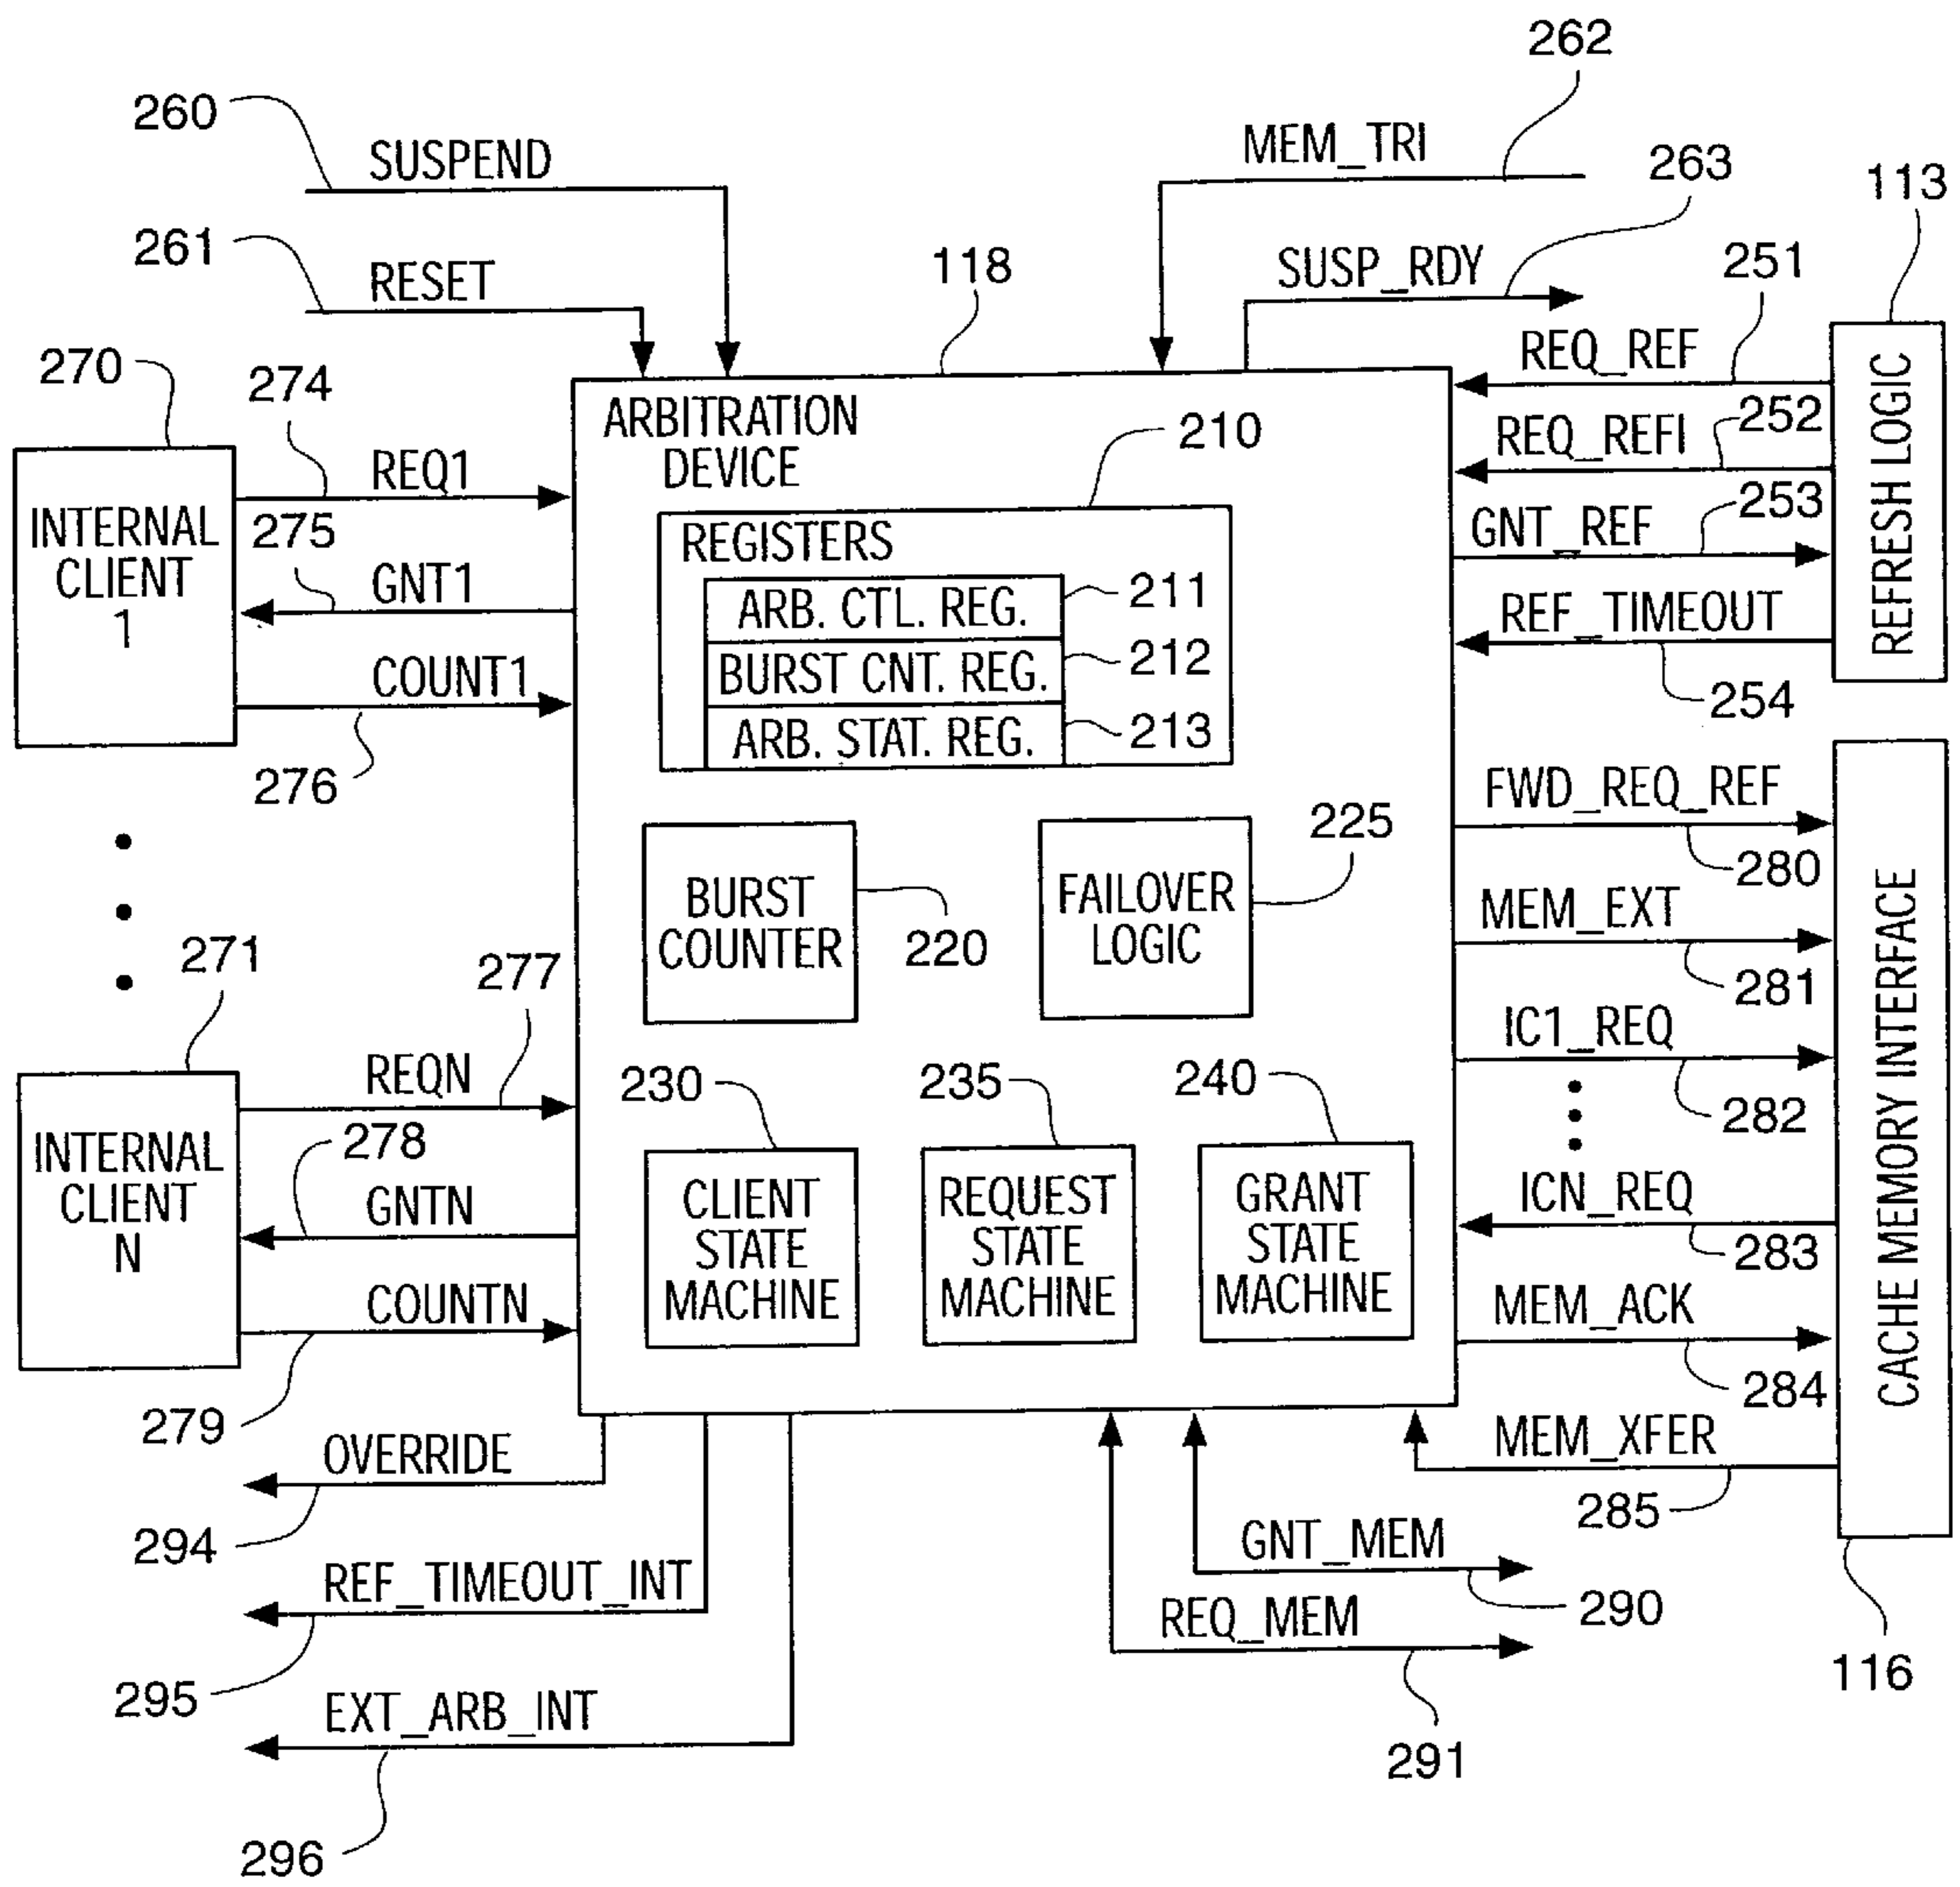 262
260
SUSPEND
MEM_TRI
263
113
261
RESET
118
SUSP_RDY
251
REQ_REF
270
274
ARBITRATION
DEVICE
210
REQ_REFI
252
REFRESH LOGIC
INTERNAL
CLIENT
1
REQ1
275
GNT1
COUNT1
276
REGISTERS
ARB. CTL. REG.
211
BURST CNT. REG.
212
ARB. STAT. REG.
213
GNT_REF
253
REF_TIMEOUT
254
FWD_REQ_REF
280
BURST
COUNTER
220
FAILOVER
LOGIC
225
MEM_EXT
281
CACHE MEMORY INTERFACE
271
277
REQN
INTERNAL
CLIENT
N
278
GNTN
COUNTN
279
230
235
240
CLIENT
STATE
MACHINE
REQUEST
STATE
MACHINE
GRANT
STATE
MACHINE
IC1_REQ
282
ICN_REQ
283
MEM_ACK
284
OVERRIDE
294
MEM_XFER
285
REF_TIMEOUT_INT
295
GNT_MEM
290
REQ_MEM
291
116
EXT_ARB_INT
296